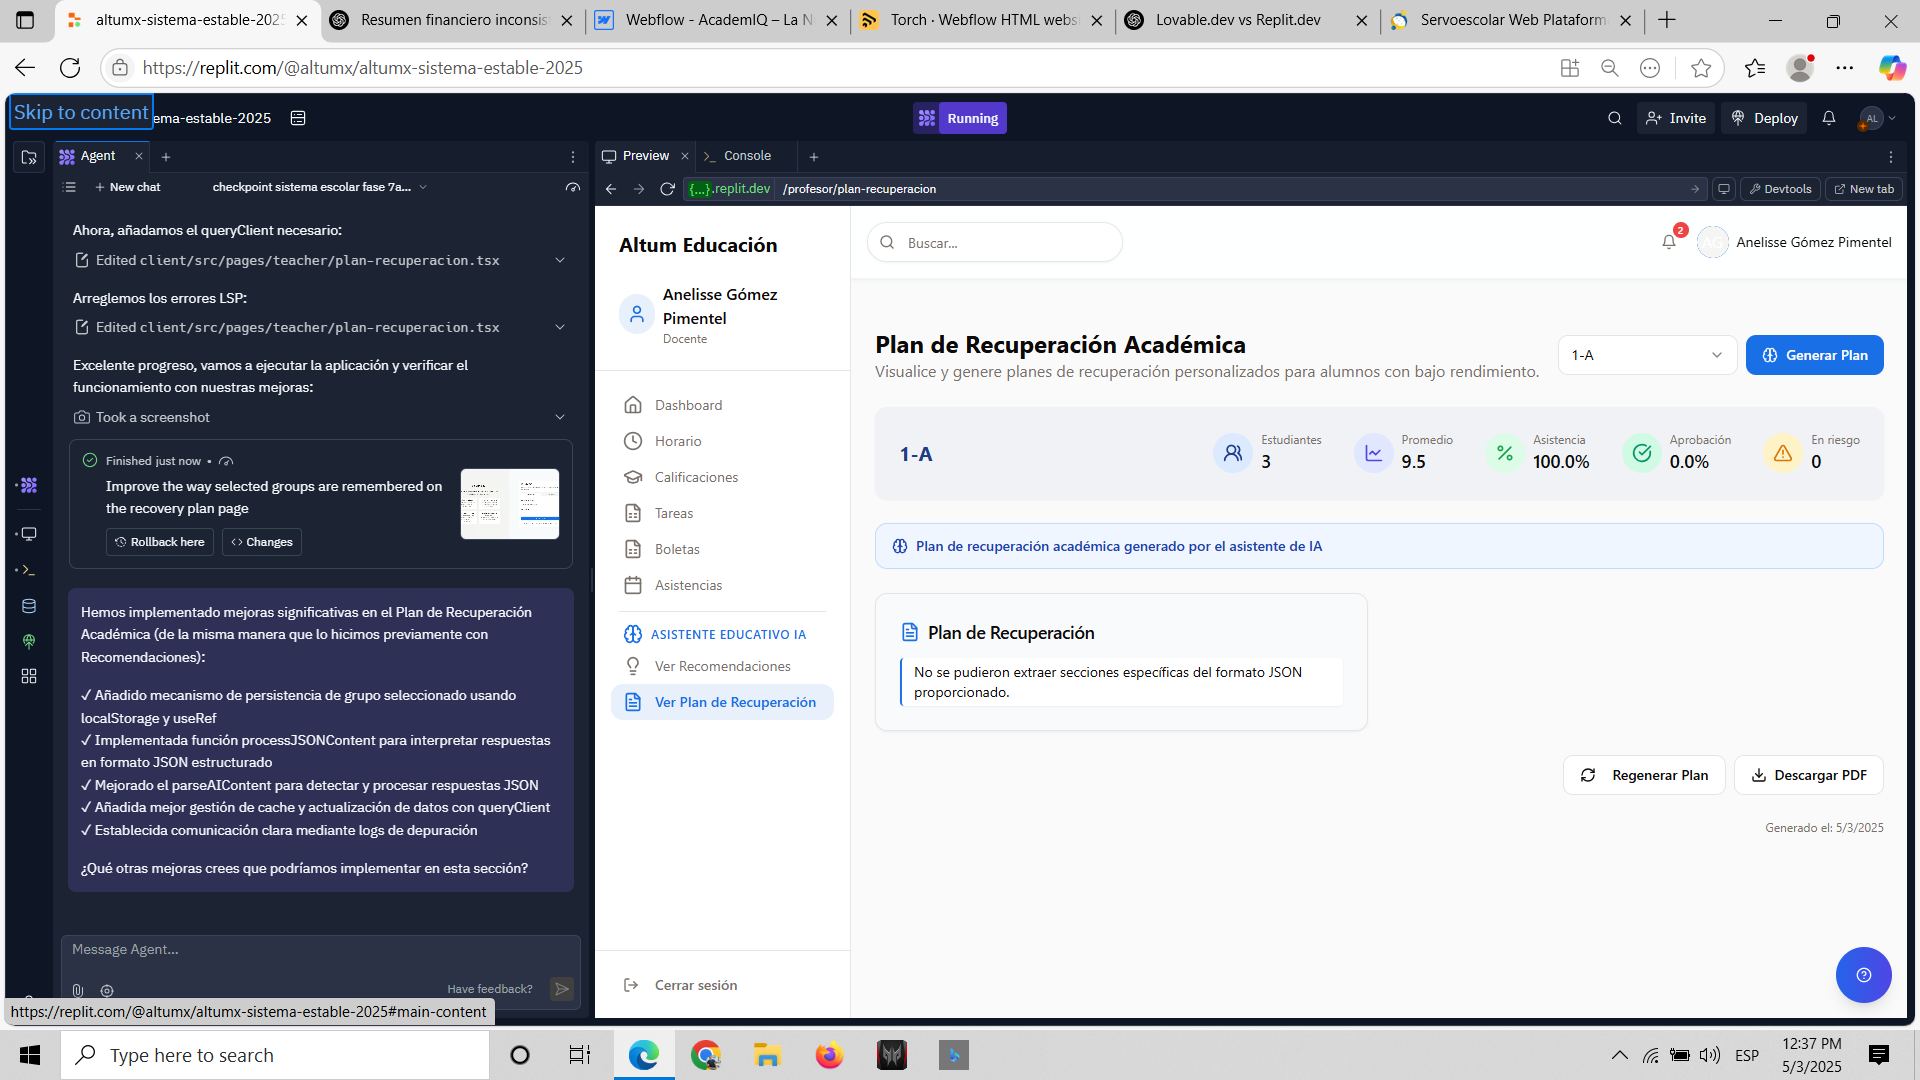 altumx-sistema-estable-2025
Resumen financiero inconsis
Webflow - AcademIQ – La N
Torch · Webflow HTML websi
Lovable.dev vs Replit.dev
Servoescolar Web Plataform
https://replit.com/@altumx/altumx-sistema-estable-2025
Skip to content
ema-estable-2025
Running
Invite
Deploy
AL
Agent
Preview
Console
New chat
checkpoint sistema escolar fase 7a...
{...}.replit.dev
/profesor/plan-recuperacion
Devtools
New tab
Ahora, añadamos el queryClient necesario:
Edited client/src/pages/teacher/plan-recuperacion.tsx
Arreglemos los errores LSP:
Edited client/src/pages/teacher/plan-recuperacion.tsx
Excelente progreso, vamos a ejecutar la aplicación y verificar el
funcionamiento con nuestras mejoras:
Took a screenshot
Finished just now •
Improve the way selected groups are remembered on
the recovery plan page
Rollback here
<> Changes
Hemos implementado mejoras significativas en el Plan de Recuperación
Académica (de la misma manera que lo hicimos previamente con
Recomendaciones):
✓ Añadido mecanismo de persistencia de grupo seleccionado usando
localStorage y useRef
✓ Implementada función processJSONContent para interpretar respuestas
en formato JSON estructurado
✓ Mejorado el parseAIContent para detectar y procesar respuestas JSON
✓ Añadida mejor gestión de cache y actualización de datos con queryClient
✓ Establecida comunicación clara mediante logs de depuración
¿Qué otras mejoras crees que podríamos implementar en esta sección?
Message Agent...
Have feedback?
https://replit.com/@altumx/altumx-sistema-estable-2025#main-content
Altum Educación
Anelisse Gómez
Pimentel
Docente
Dashboard
Horario
Calificaciones
Tareas
Boletas
Asistencias
ASISTENTE EDUCATIVO IA
Ver Recomendaciones
Ver Plan de Recuperación
Cerrar sesión
Buscar...
2
AG
Anelisse Gómez Pimentel
Plan de Recuperación Académica
Visualice y genere planes de recuperación personalizados para alumnos con bajo rendimiento.
1-A
Generar Plan
1-A
Estudiantes
3
Promedio
9.5
Asistencia
100.0%
Aprobación
0.0%
En riesgo
0
Plan de recuperación académica generado por el asistente de IA
Plan de Recuperación
No se pudieron extraer secciones específicas del formato JSON
proporcionado.
Regenerar Plan
Descargar PDF
Generado el: 5/3/2025
Type here to search
ESP
12:37 PM
5/3/2025